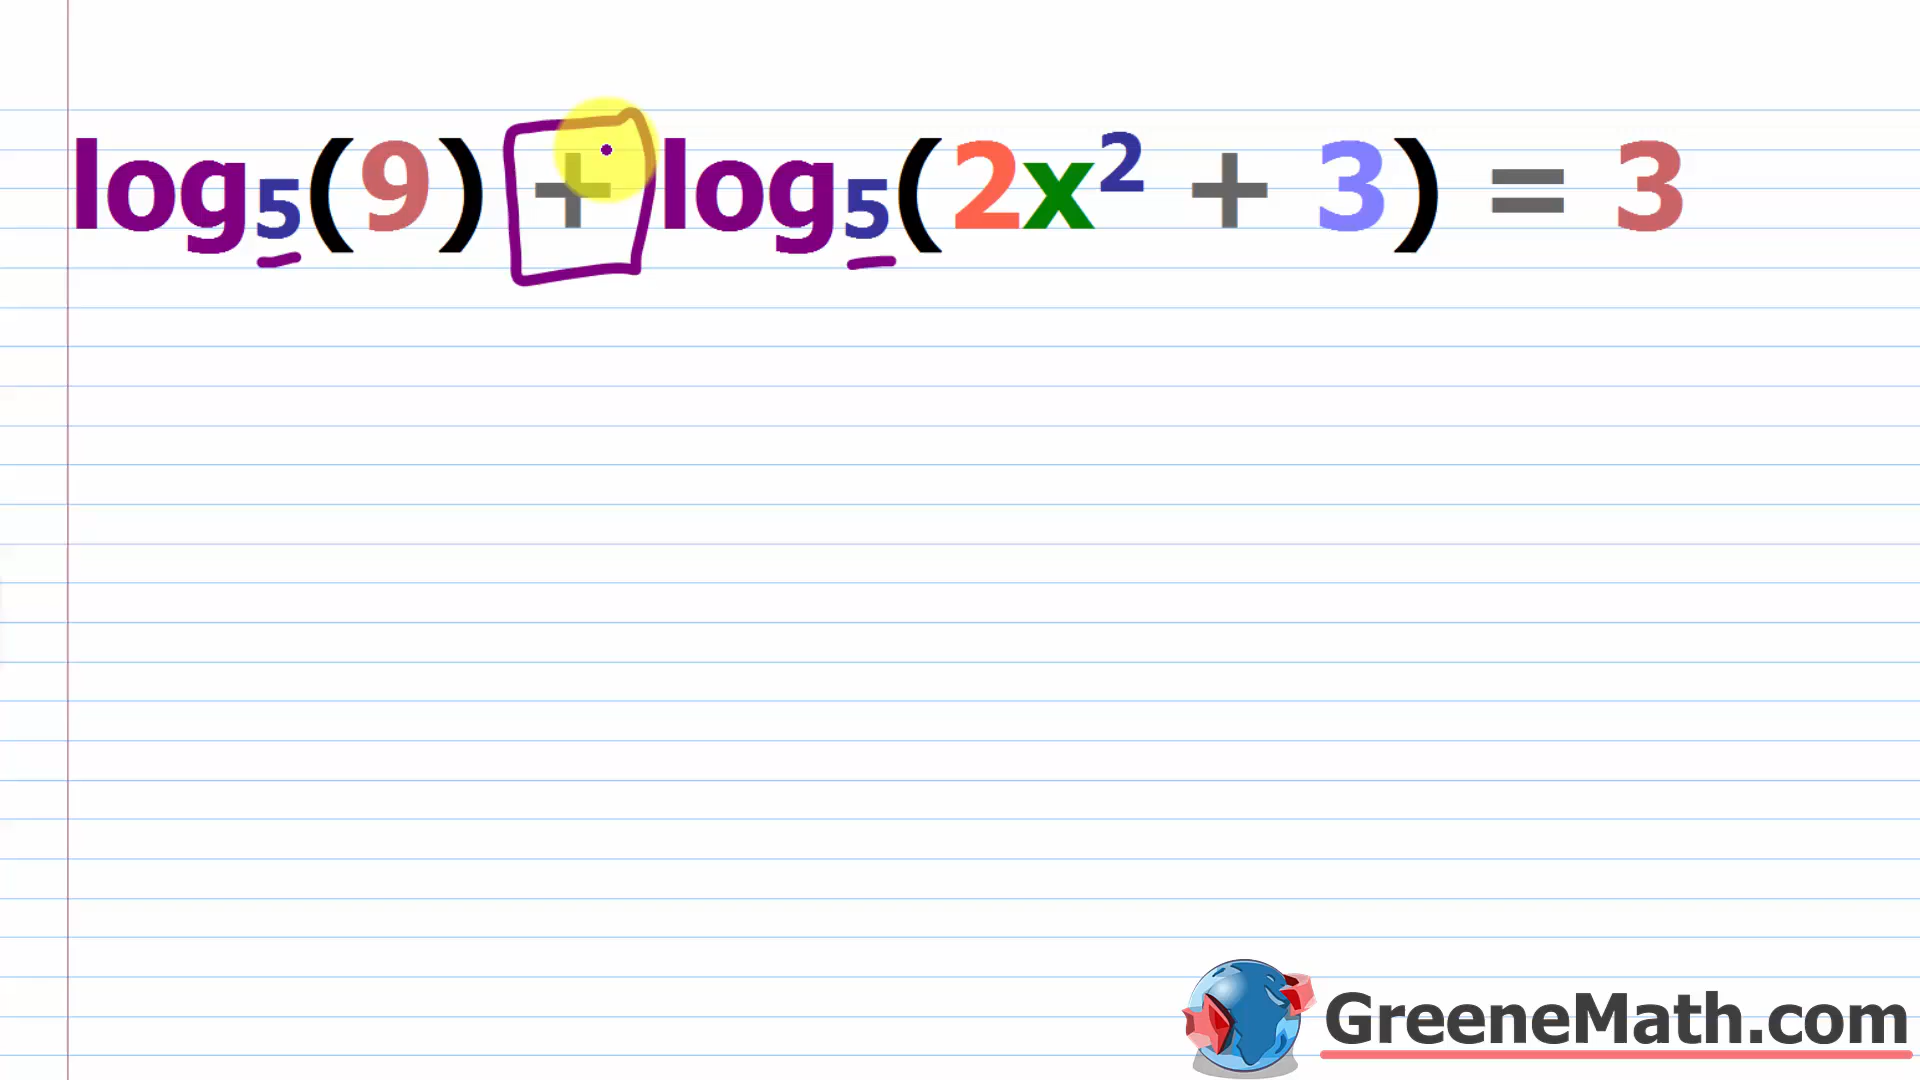 log₅(9) + log₅(2x² + 3) = 3
GreeneMath.com